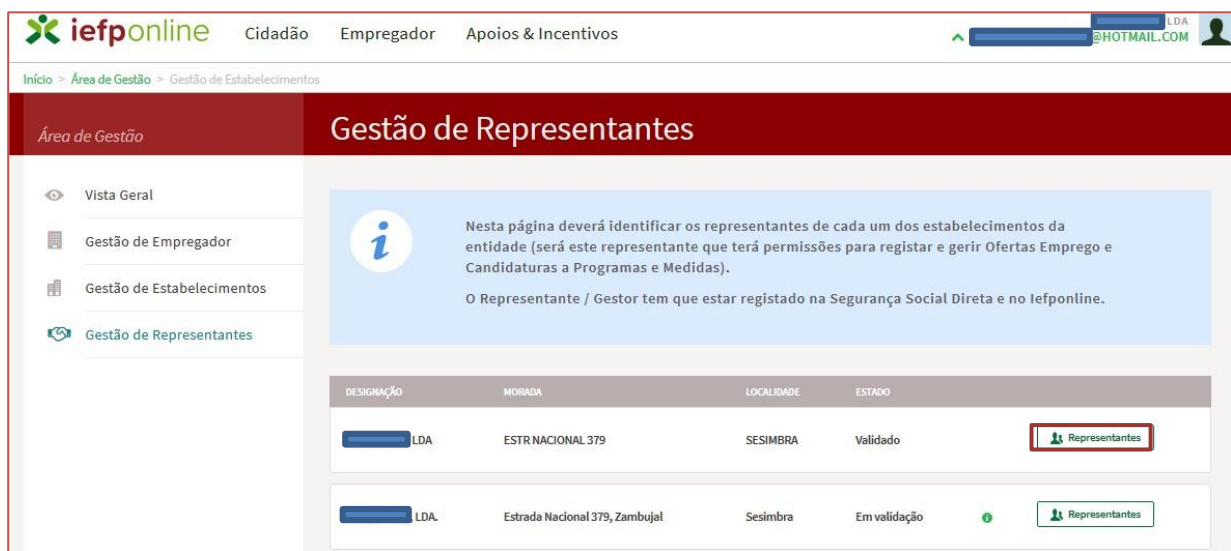 iefponline Cidadão Empregador Apoios & Incentivos
LDA
@HOTMAIL.COM
Início > Área de Gestão > Gestão de Estabelecimentos
Área de Gestão
Gestão de Representantes
Vista Geral
Gestão de Empregador
Gestão de Estabelecimentos
Gestão de Representantes
Nesta página deverá identificar os representantes de cada um dos estabelecimentos da
entidade (será este representante que terá permissões para registar e gerir Ofertas Emprego e
Candidaturas a Programas e Medidas).
O Representante / Gestor tem que estar registado na Segurança Social Direta e no Iefponline.
DESIGNAÇÃO MORADA LOCALIDADE ESTADO
LDA ESTR NACIONAL 379 SESIMBRA Validado Representantes
LDA. Estrada Nacional 379, Zambujal Sesimbra Em validação Representantes